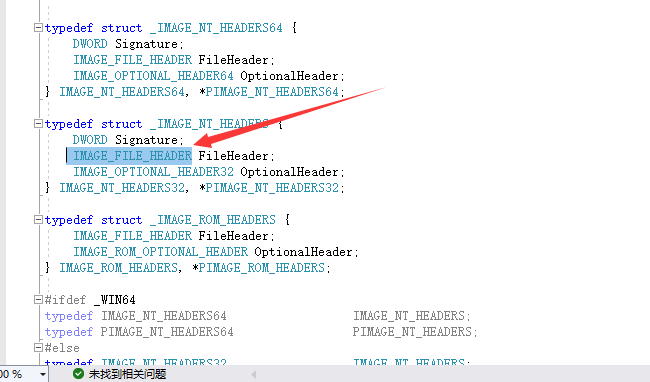 typedef struct _IMAGE_NT_HEADERS64 {
DWORD Signature;
IMAGE_FILE_HEADER FileHeader;
IMAGE_OPTIONAL_HEADER64 OptionalHeader;
} IMAGE_NT_HEADERS64, *PIMAGE_NT_HEADERS64;
typedef struct _IMAGE_NT_HEADERS {
DWORD Signature;
IMAGE_FILE_HEADER FileHeader;
IMAGE_OPTIONAL_HEADER32 OptionalHeader;
} IMAGE_NT_HEADERS32, *PIMAGE_NT_HEADERS32;
typedef struct _IMAGE_ROM_HEADERS {
IMAGE_FILE_HEADER FileHeader;
IMAGE_ROM_OPTIONAL_HEADER OptionalHeader;
} IMAGE_ROM_HEADERS, *PIMAGE_ROM_HEADERS;
#ifdef _WIN64
typedef IMAGE_NT_HEADERS64 IMAGE_NT_HEADERS;
typedef PIMAGE_NT_HEADERS64 PIMAGE_NT_HEADERS;
#else
typedef IMAGE_NT_HEADERS32 IMAGE_NT_HEADERS;
00 % 未找到相关问题